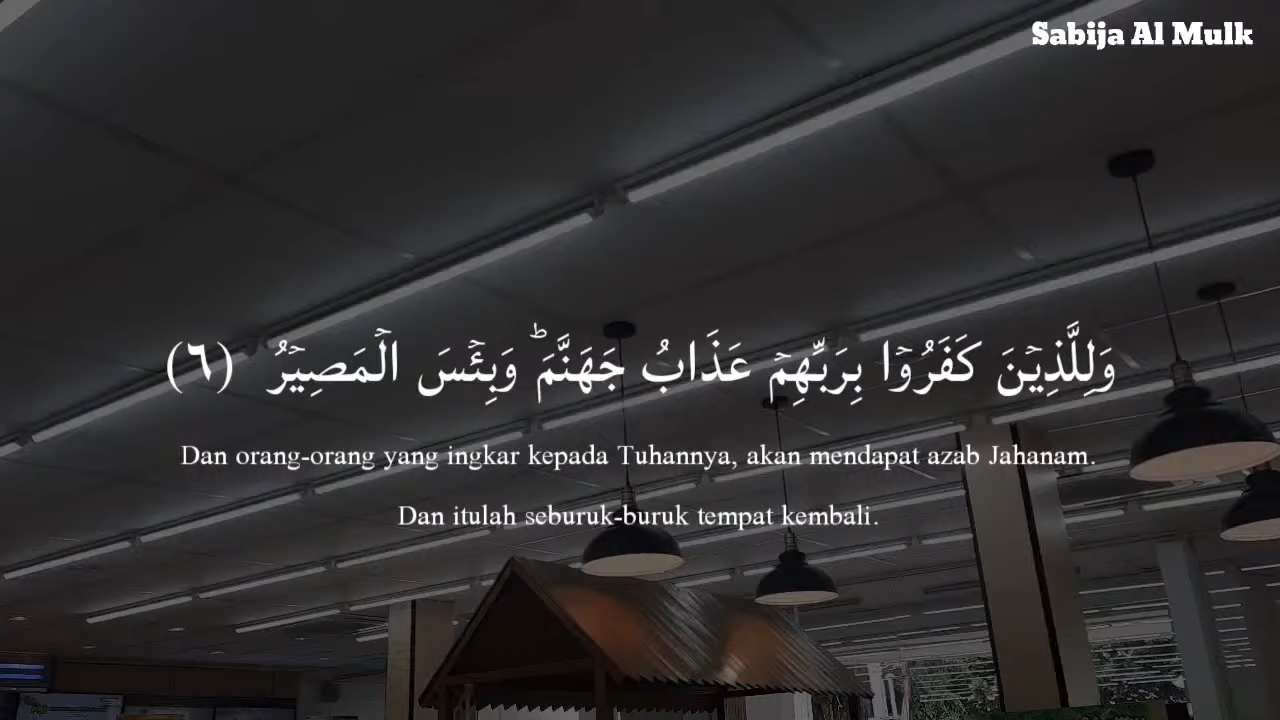 Sabija Al Mulk
وَلِلَّذِيْنَ كَفَرُوْا بِرَبِّهِمْ عَذَابُ جَهَنَّمَۗ وَبِئْسَ الْمَصِيْرُ (٦)
Dan orang-orang yang ingkar kepada Tuhannya, akan mendapat azab Jahanam.
Dan itulah seburuk-buruk tempat kembali.